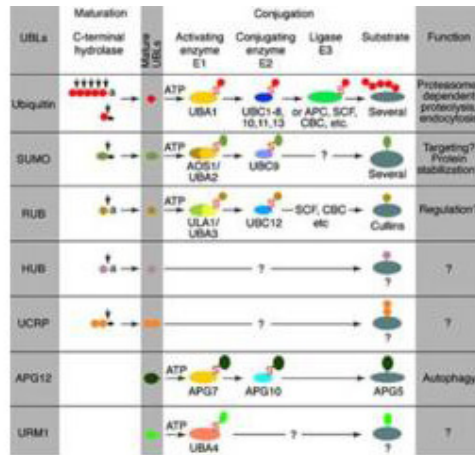 Maturation
Conjugation
UBLs
C-terminal
hydrolase
Mature
UBLs
Activating
enzyme
E1
Conjugating
enzyme
E2
Ligase
E3
Substrate
Function
Ubiquitin
a
ATP
UBA1
UBC1-8,
10,11,13
or APC, SCF,
CBC, etc.
Several
Proteasome
dependent
proteolysis
endocytosis
SUMO
ATP
AOS1/
UBA2
UBC9
?
Several
Targeting?
Protein
stabilization
RUB
a
ATP
ULA1/
UBA3
UBC12
SCF, CBC
etc
Cullins
Regulation?
HUB
a
?
?
?
UCRP
?
?
?
APG12
ATP
APG7
APG10
APG5
Autophagy
URM1
ATP
UBA4
?
?
?